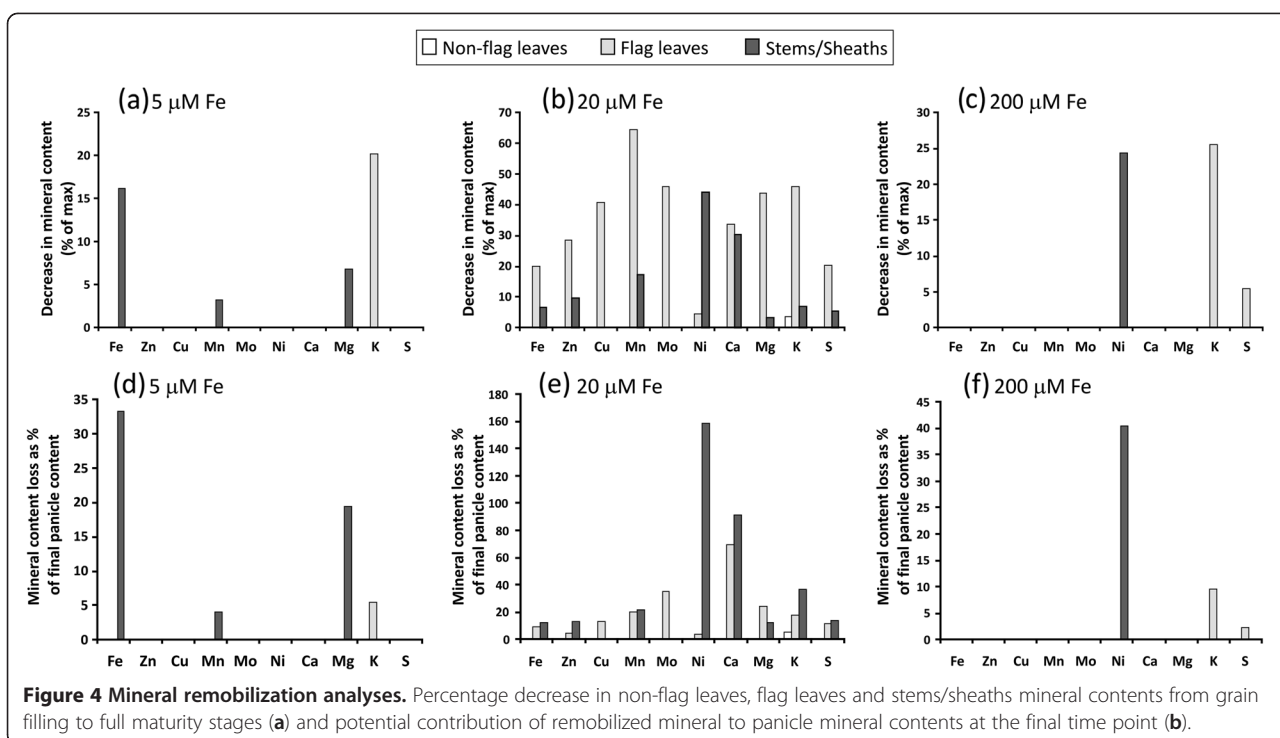 Non-flag leaves Flag leaves Stems/Sheaths
(a) 5 μM Fe
Decrease in mineral content
(% of max)
25
20
15
10
5
0
Fe Zn Cu Mn Mo Ni Ca Mg K S
(b) 20 μM Fe
Decrease in mineral content
(% of max)
70
60
50
40
30
20
10
0
Fe Zn Cu Mn Mo Ni Ca Mg K S
(c) 200 μM Fe
Decrease in mineral content
(% of max)
30
25
20
15
10
5
0
Fe Zn Cu Mn Mo Ni Ca Mg K S
(d) 5 μM Fe
Mineral content loss as %
of final panicle content
35
30
25
20
15
10
5
0
Fe Zn Cu Mn Mo Ni Ca Mg K S
(e) 20 μM Fe
Mineral content loss as %
of final panicle content
180
160
140
120
100
80
60
40
20
0
Fe Zn Cu Mn Mo Ni Ca Mg K S
(f) 200 μM Fe
Mineral content loss as %
of final panicle content
45
40
35
30
25
20
15
10
5
0
Fe Zn Cu Mn Mo Ni Ca Mg K S
Figure 4 Mineral remobilization analyses. Percentage decrease in non-flag leaves, flag leaves and stems/sheaths mineral contents from grain
filling to full maturity stages (a) and potential contribution of remobilized mineral to panicle mineral contents at the final time point (b).